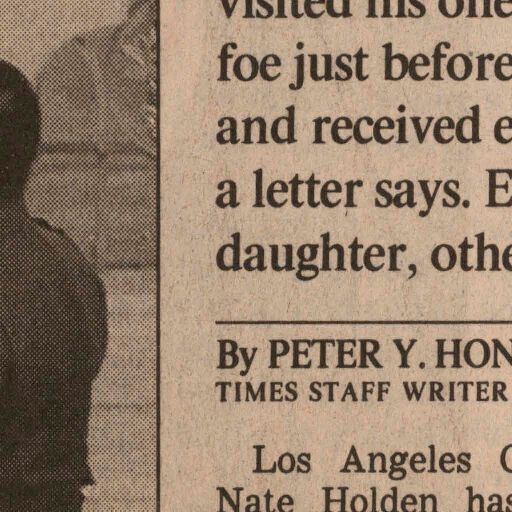 visited his one
foe just before
and received e
a letter says. E
daughter, othe
By PETER Y. HON
TIMES STAFF WRITER
Los Angeles C
Nate Holden has